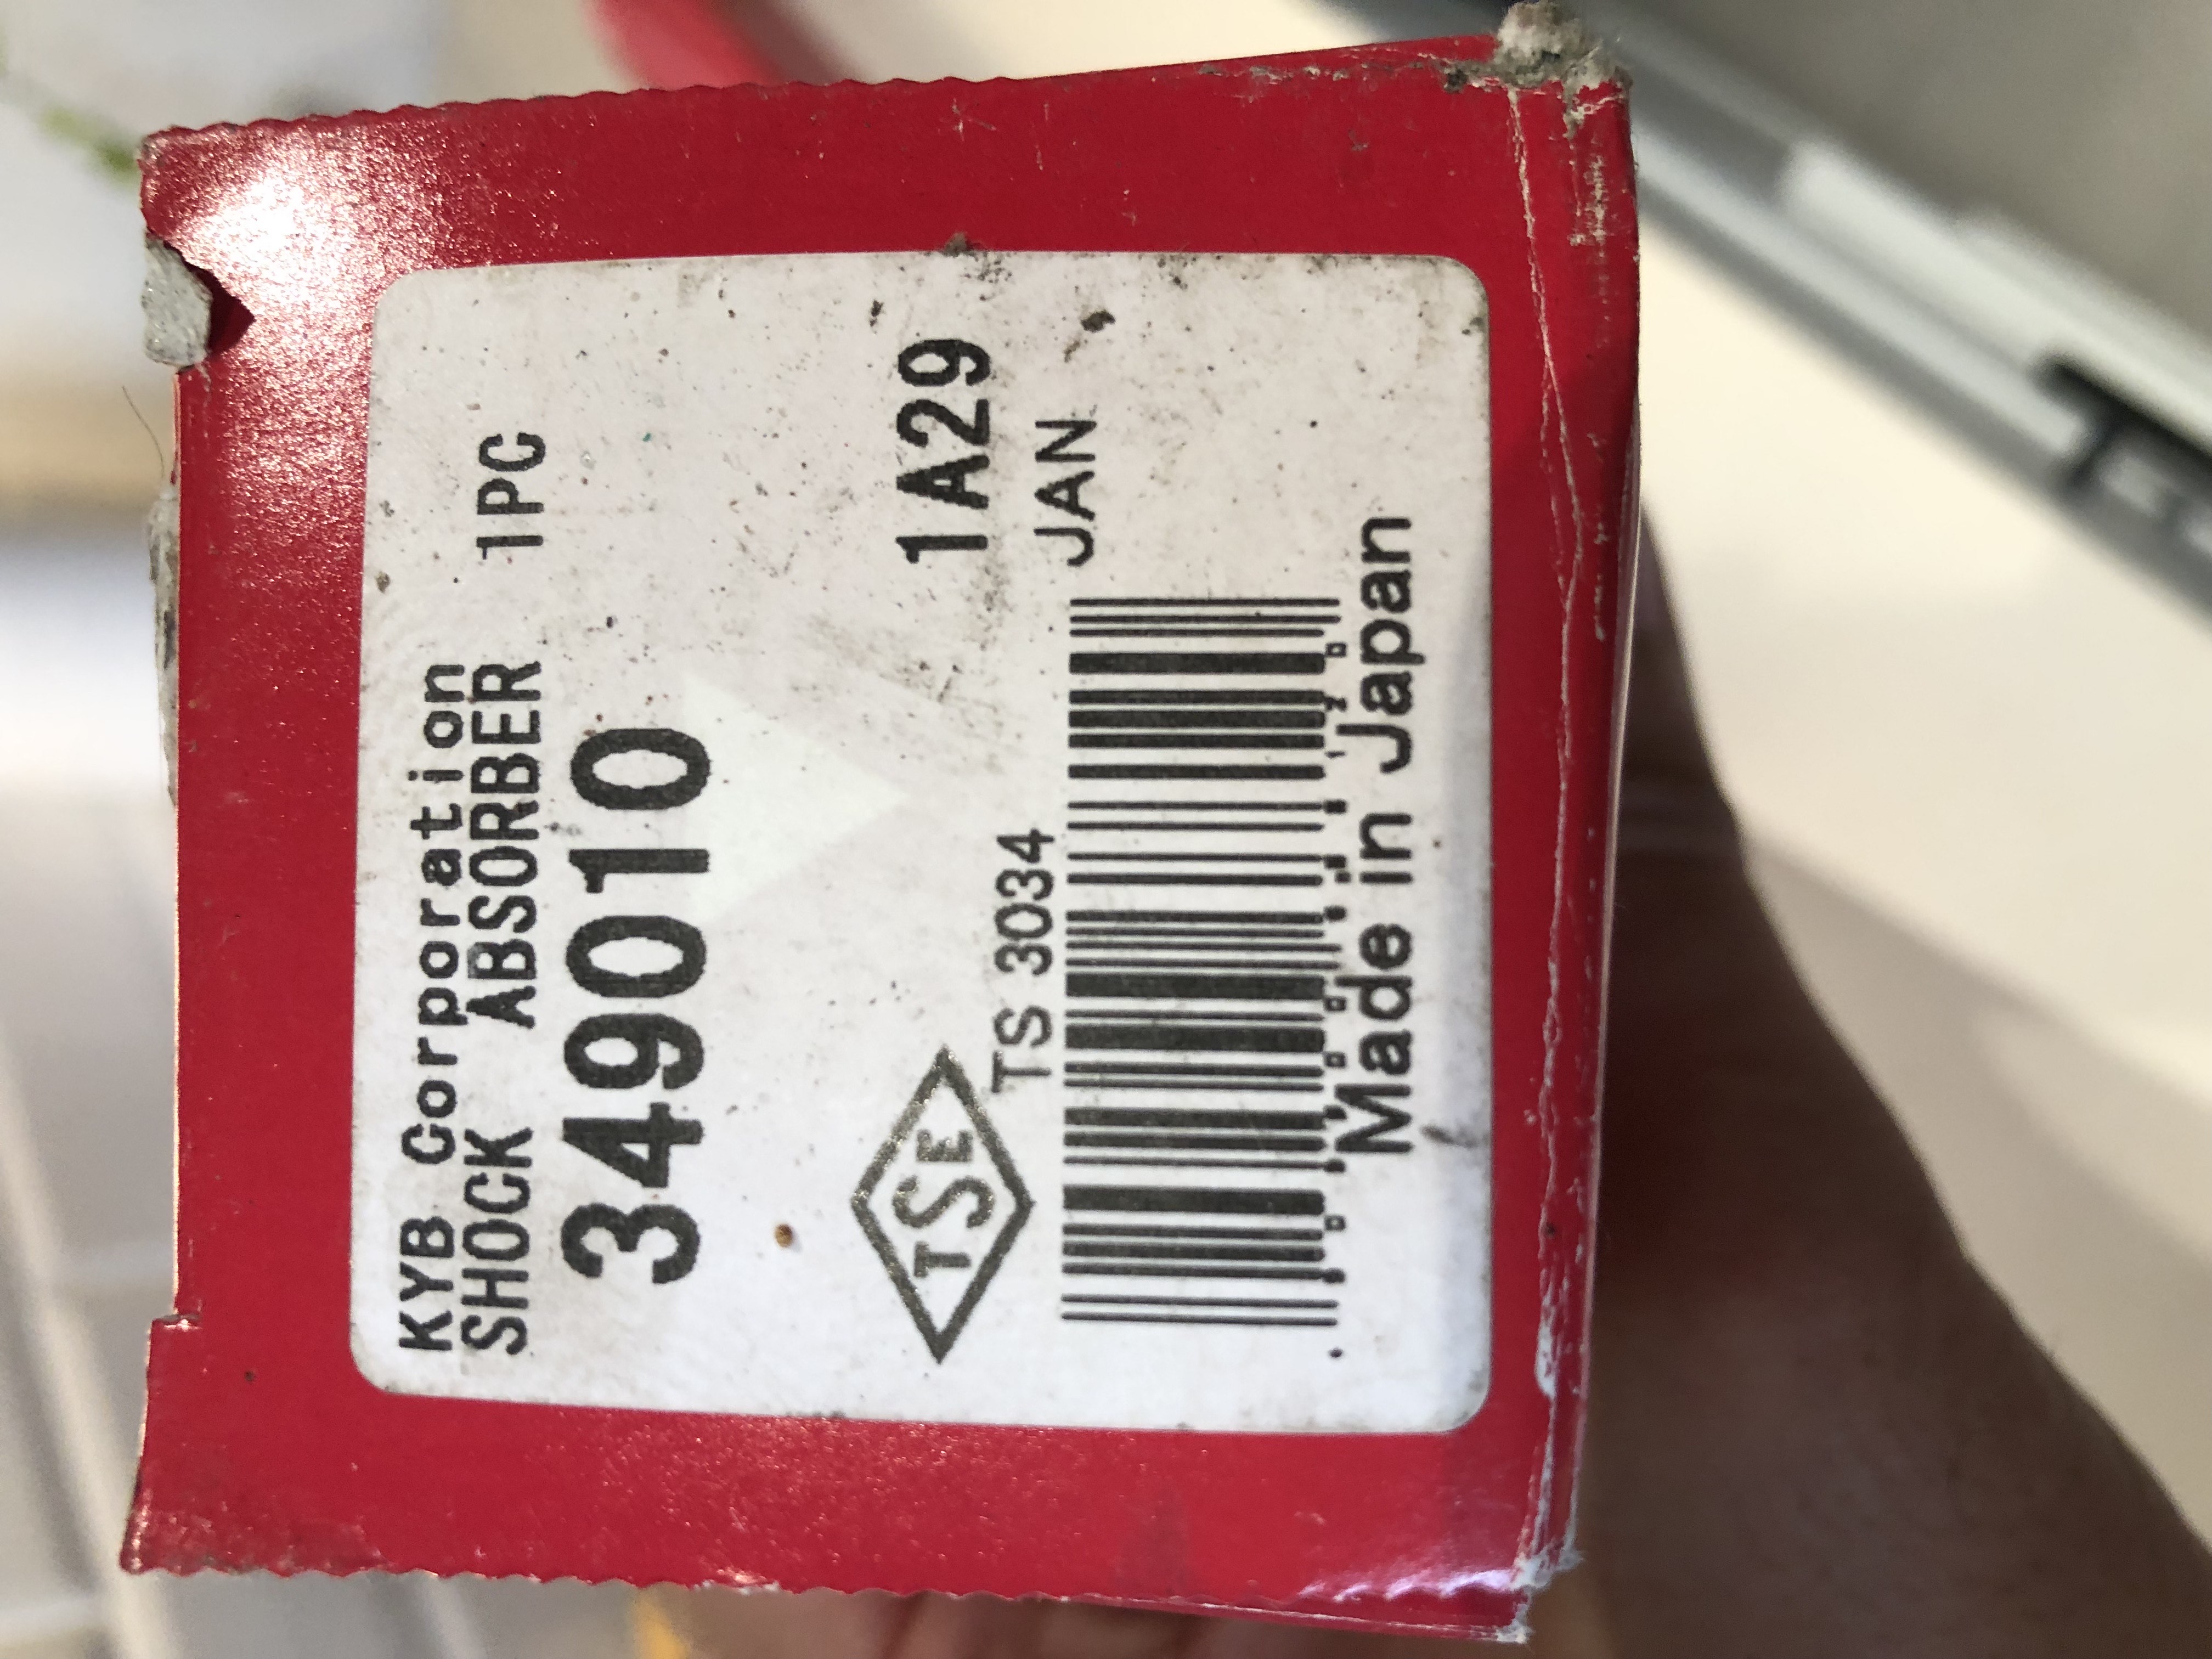 KYB Corporation
SHOCK ABSORBER 1PC
349010
TSE
1A29
TS 3034
JAN
Made in Japan